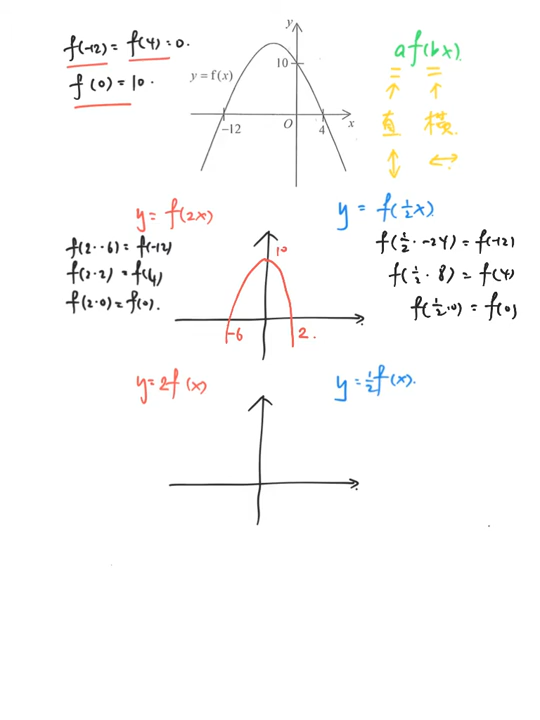 f(-12) = f(4) = 0.
f(0) = 10.
y
10
y = f(x)
-12
O
4
x
af(bx)
直 橫
y = f(2x)
f(2·-6) = f(-12)
f(2·2) = f(4)
f(2·0) = f(0).
10
-6
2.
y = f(½x)
f(½·-24) = f(-12)
f(½·8) = f(4)
f(½·0) = f(0)
y = 2f(x)
y = ½f(x).